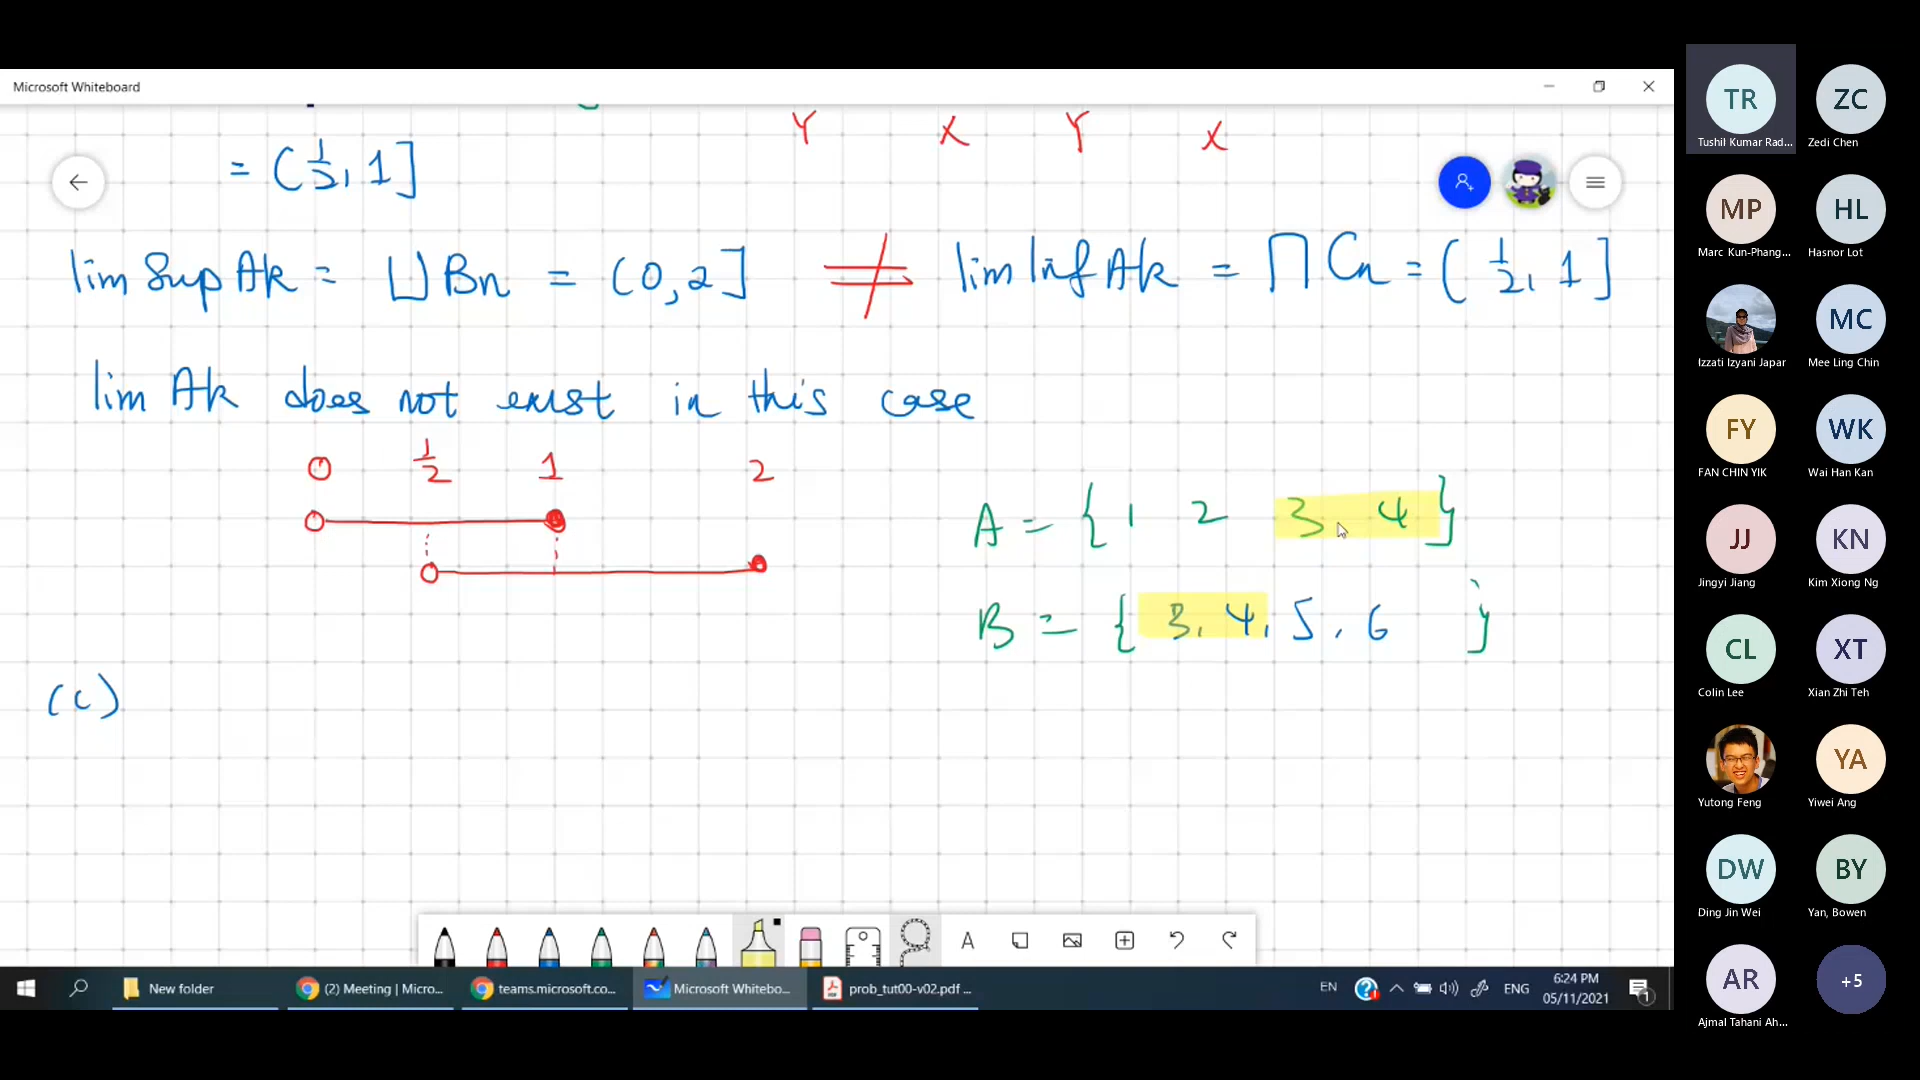 Microsoft Whiteboard
Y X Y X
= (1/2, 1]
lim Sup Ak = ⊔ Bn = (0, 2] ≠ lim Inf Ak = ⊓ Cn = (1/2, 1]
lim Ak does not exist in this case
0 1/2 1 2
A = { 1 2 3, 4 }
B = { 3, 4, 5, 6 }
(c)
TR
Tushil Kumar Rad...
ZC
Zedi Chen
MP
Marc Kun-Phang...
HL
Hasnor Lot
Izzati Izyani Japar
MC
Mee Ling Chin
FY
FAN CHIN YIK
WK
Wai Han Kan
JJ
Jingyi Jiang
KN
Kim Xiong Ng
CL
Colin Lee
XT
Xian Zhi Teh
Yutong Feng
YA
Yiwei Ang
DW
Ding Jin Wei
BY
Yan, Bowen
AR
Ajmal Tahani Ah...
+5
New folder
(2) Meeting | Micro...
teams.microsoft.co...
Microsoft Whitebo...
prob_tut00-v02.pdf ...
EN
ENG
6:24 PM
05/11/2021
1